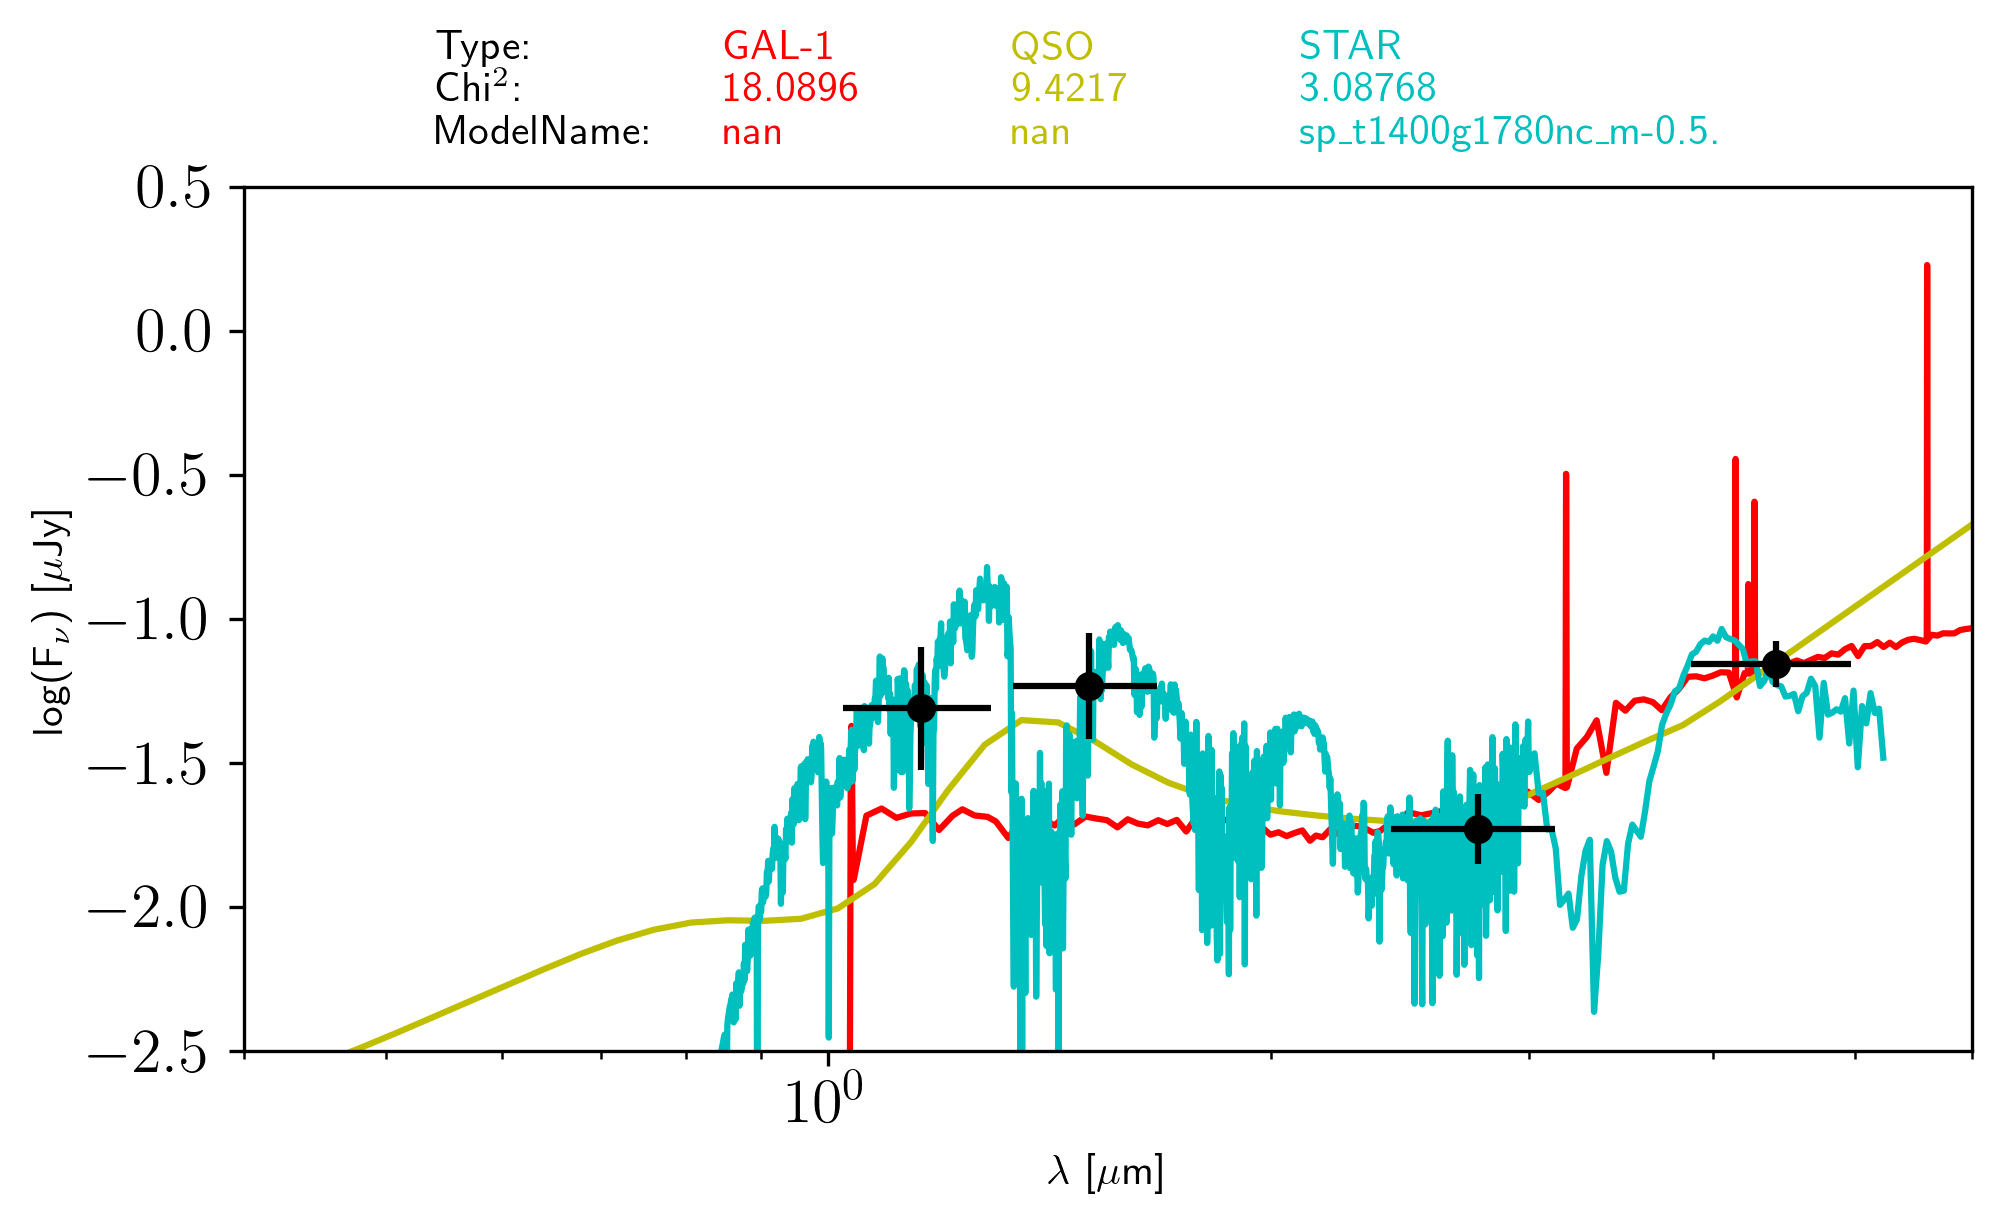 Type: GAL-1 QSO STAR
Chi²: 18.0896 9.4217 3.08768
ModelName: nan nan sp_t1400g1780nc_m-0.5.
0.5
0.0
−0.5
−1.0
−1.5
−2.0
−2.5
log(Fν) [μJy]
10⁰
λ [μm]